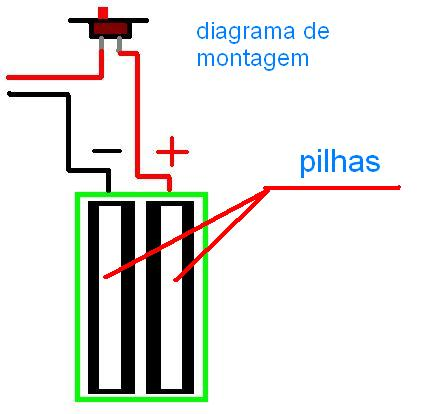 diagrama de
montagem
- +
pilhas